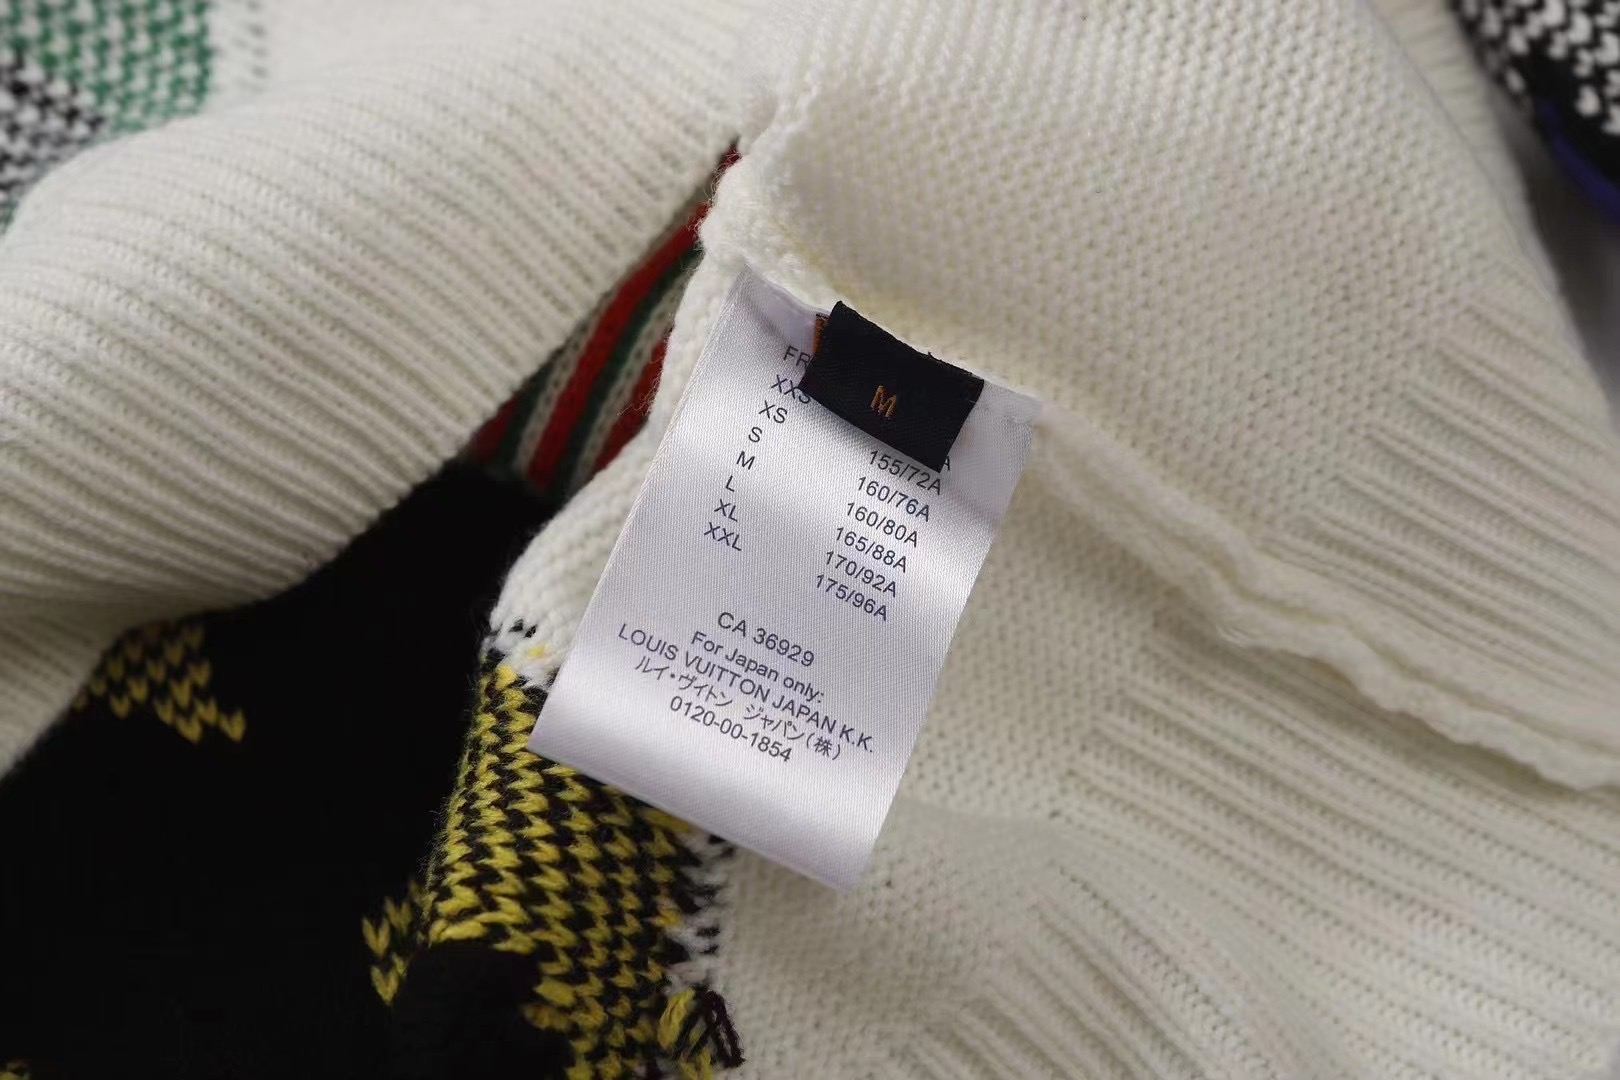 M
FR
XXS
XS 155/72A
S 160/76A
M 160/80A
L 165/88A
XL 170/92A
XXL 175/96A
CA 36929
For Japan only:
LOUIS VUITTON JAPAN K.K.
ルイ・ヴィトン ジャパン(株)
0120-00-1854